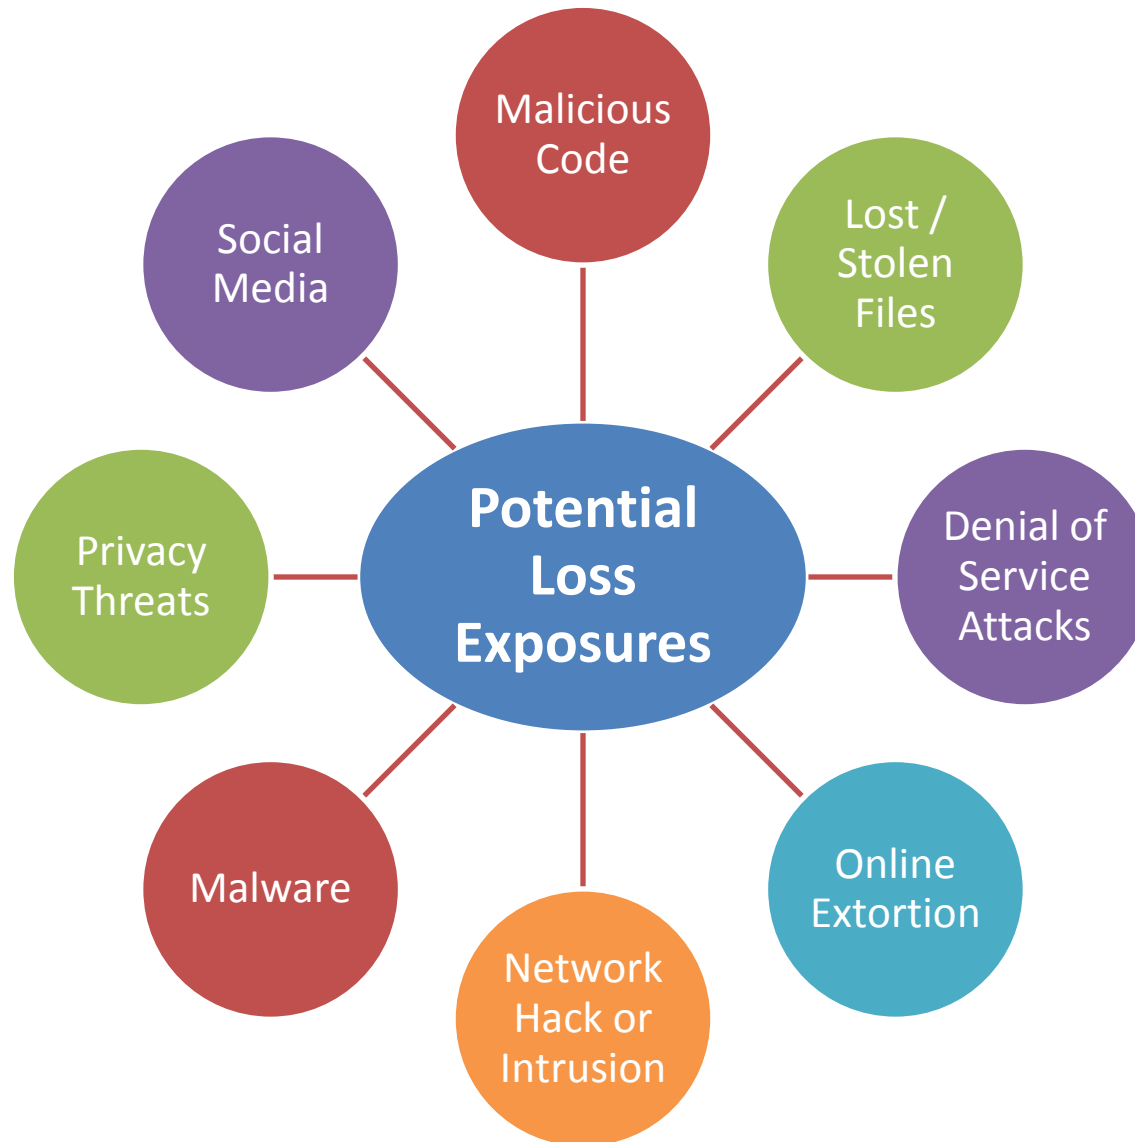 Malicious
Code
Lost /
Stolen
Files
Denial of
Service
Attacks
Online
Extortion
Network
Hack or
Intrusion
Malware
Privacy
Threats
Social
Media
Potential
Loss
Exposures